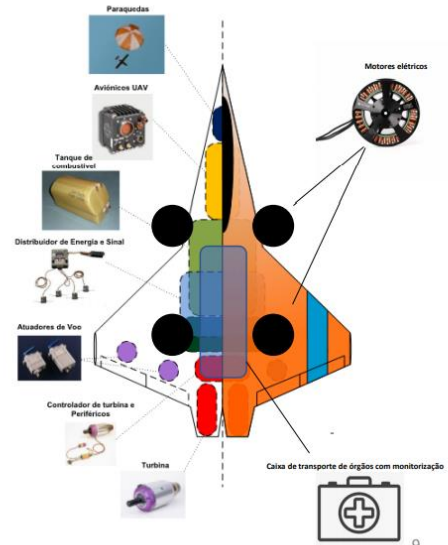 Paraquedas
Motores elétricos
Aviónicos UAV
Tanque de
combustível
Distribuidor de Energia e Sinal
Atuadores de Voo
Controlador de turbina e
Periféricos
Turbina
Caixa de transporte de órgãos com monitorização